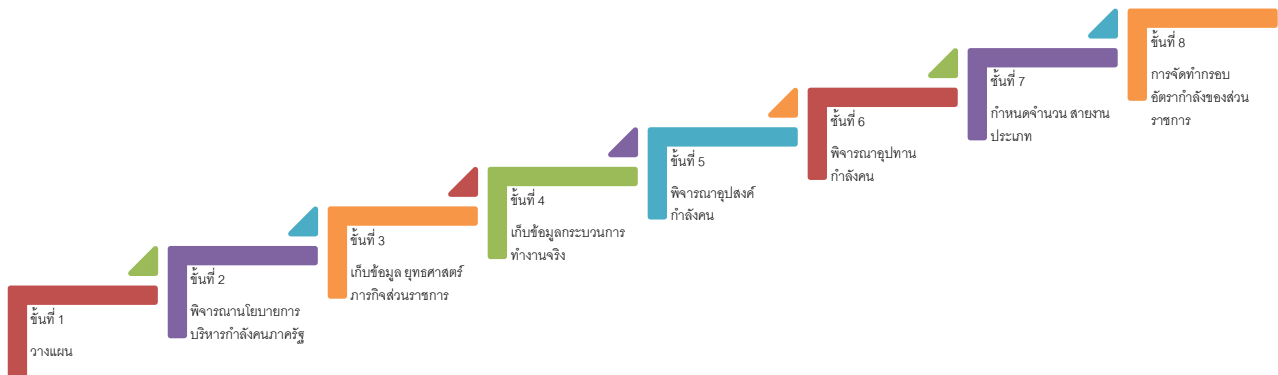 ขั้นที่ 1
วางแผน
ขั้นที่ 2
พิจารณานโยบายการ
บริหารกำลังคนภาครัฐ
ขั้นที่ 3
เก็บข้อมูล ยุทธศาสตร์
ภารกิจส่วนราชการ
ขั้นที่ 4
เก็บข้อมูลกระบวนการ
ทำงานจริง
ขั้นที่ 5
พิจารณาอุปสงค์
กำลังคน
ขั้นที่ 6
พิจารณาอุปทาน
กำลังคน
ขั้นที่ 7
กำหนดจำนวน สายงาน
ประเภท
ขั้นที่ 8
การจัดทำกรอบ
อัตรากำลังของส่วน
ราชการ